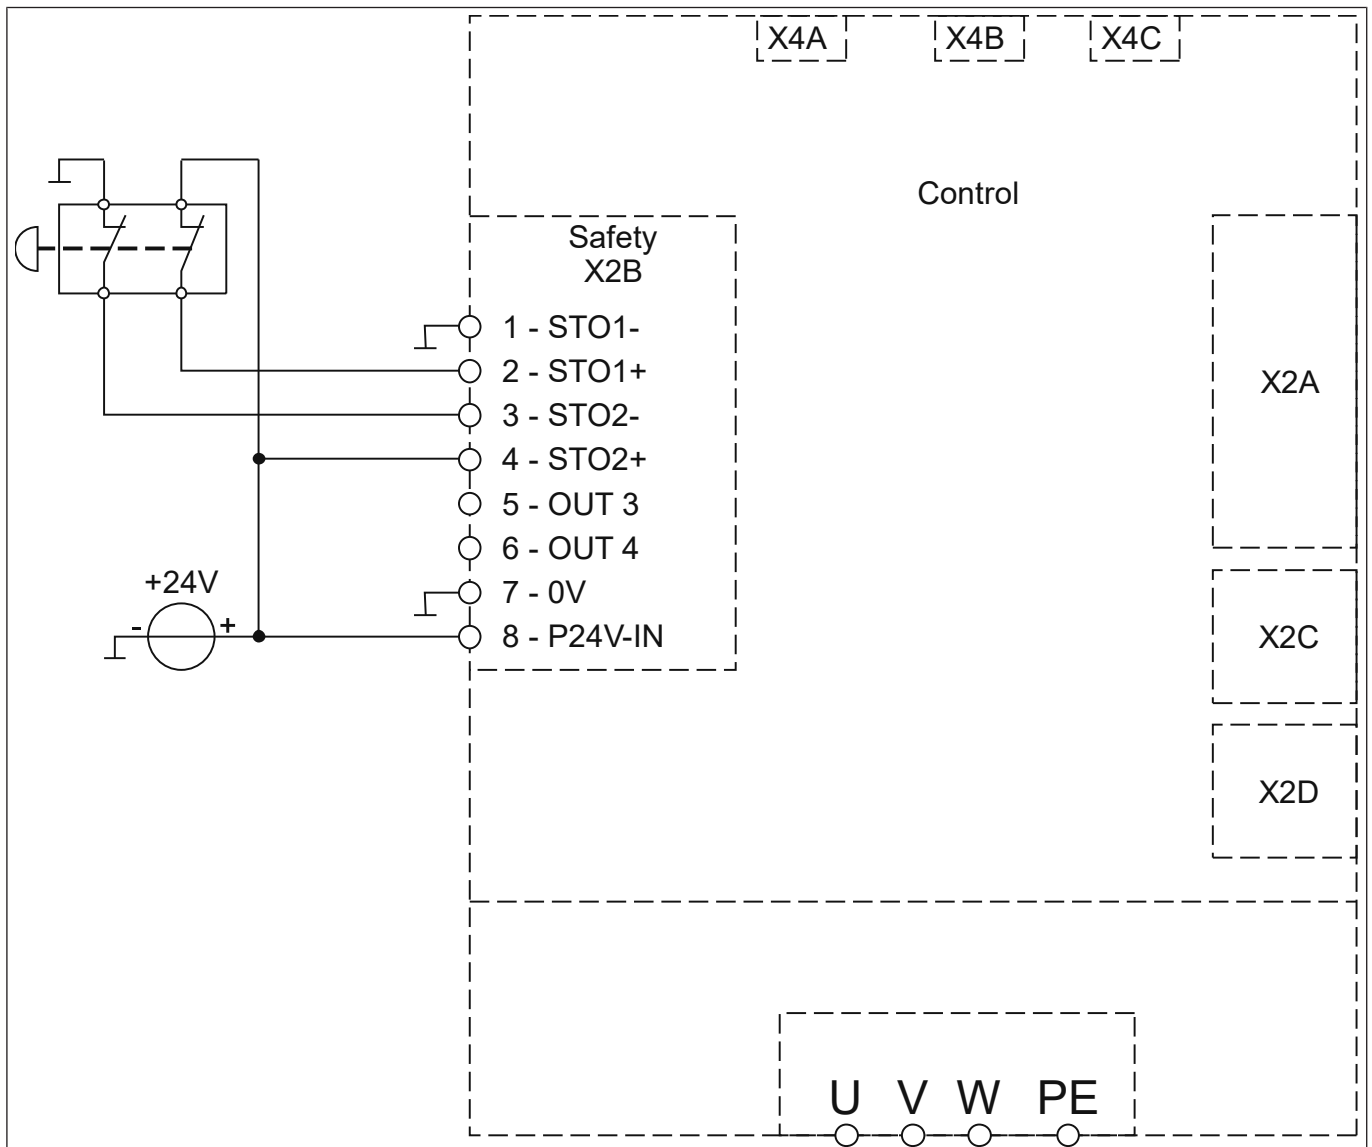 X4A X4B X4C
Control
Safety
X2B
1 - STO1-
2 - STO1+
3 - STO2-
4 - STO2+
5 - OUT 3
6 - OUT 4
7 - 0V
8 - P24V-IN
+24V
- +
X2A
X2C
X2D
U V W PE